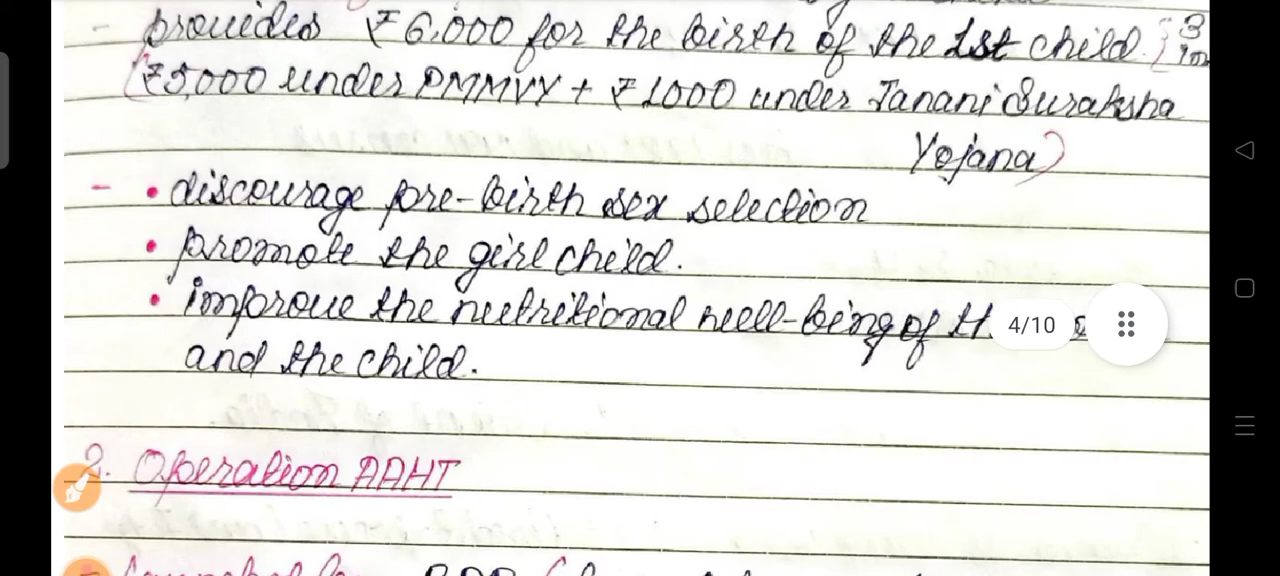 - provides ₹6,000 for the birth of the 1st child. [3 in
(₹5,000 under PMMVY + ₹1000 under Janani Suraksha
Yojana)
- • discourage pre-birth sex selection
• promote the girl child.
• improve the nutritional well-being of
and the child.
4/10
2. Operation AAHT